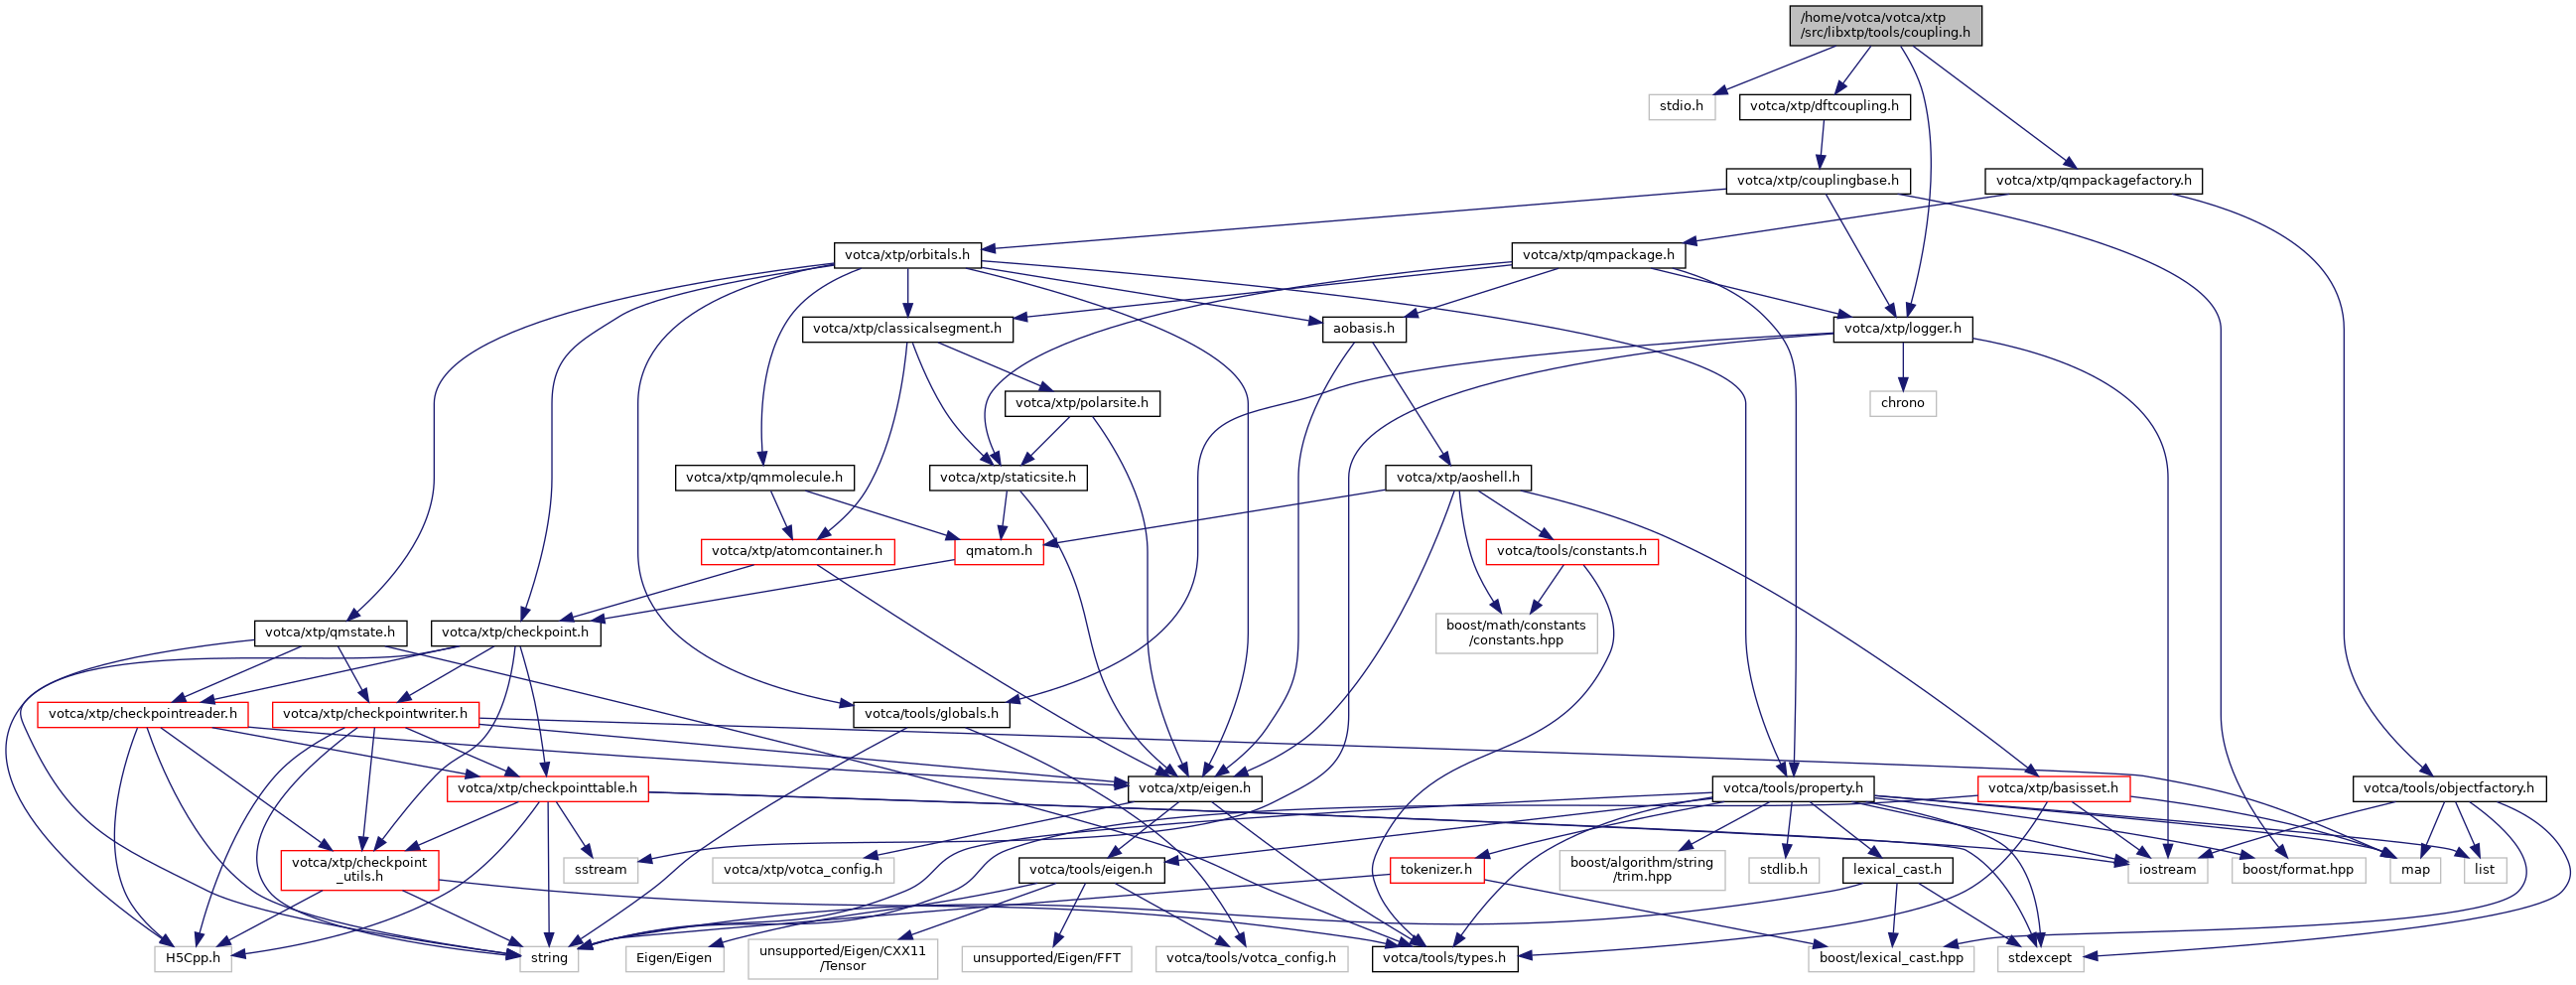 /home/votca/votca/xtp
/src/libxtp/tools/coupling.h
stdio.h
votca/xtp/dftcoupling.h
votca/xtp/couplingbase.h
votca/xtp/qmpackagefactory.h
votca/xtp/orbitals.h
votca/xtp/qmpackage.h
votca/xtp/classicalsegment.h
aobasis.h
votca/xtp/logger.h
votca/xtp/polarsite.h
chrono
votca/xtp/qmmolecule.h
votca/xtp/staticsite.h
votca/xtp/aoshell.h
votca/xtp/atomcontainer.h
qmatom.h
votca/tools/constants.h
boost/math/constants
/constants.hpp
votca/xtp/qmstate.h
votca/xtp/checkpoint.h
votca/xtp/checkpointreader.h
votca/xtp/checkpointwriter.h
votca/tools/globals.h
votca/xtp/checkpointtable.h
votca/xtp/eigen.h
votca/tools/property.h
votca/xtp/basisset.h
votca/tools/objectfactory.h
votca/xtp/checkpoint
_utils.h
sstream
votca/xtp/votca_config.h
votca/tools/eigen.h
tokenizer.h
boost/algorithm/string
/trim.hpp
stdlib.h
lexical_cast.h
iostream
boost/format.hpp
map
list
H5Cpp.h
string
Eigen/Eigen
unsupported/Eigen/CXX11
/Tensor
unsupported/Eigen/FFT
votca/tools/votca_config.h
votca/tools/types.h
boost/lexical_cast.hpp
stdexcept